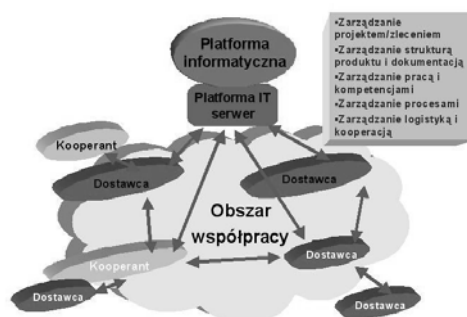 Platforma
informatyczna
Platforma IT
serwer
•Zarządzanie
projektem/zleceniem
•Zarządzanie strukturą
produktu i dokumentacją
•Zarządzanie pracą i
kompetencjami
•Zarządzanie procesami
•Zarządzanie logistyką i
kooperacją
Kooperant
Dostawca
Dostawca
Obszar
współpracy
Kooperant
Dostawca
Dostawca
Dostawca